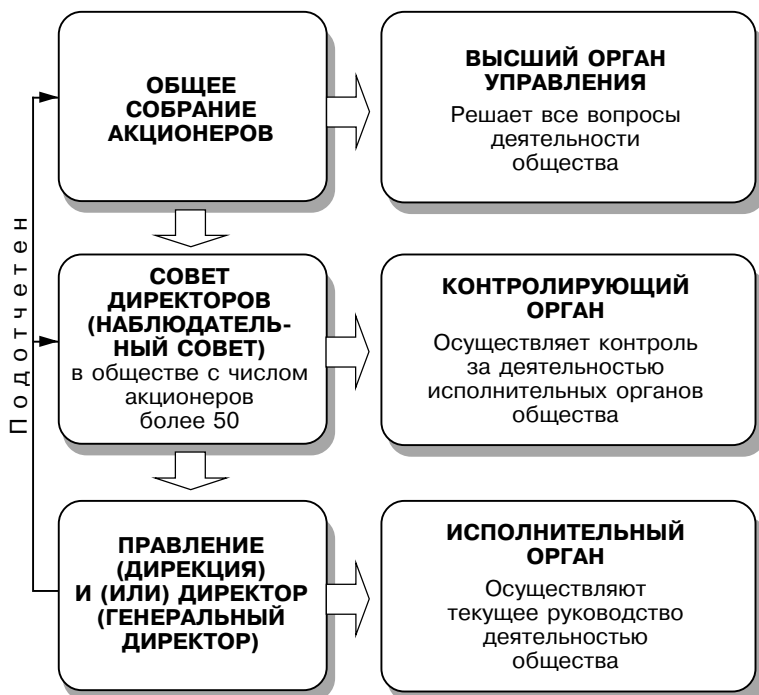 ОБЩЕЕ
СОБРАНИЕ
АКЦИОНЕРОВ
ВЫСШИЙ ОРГАН
УПРАВЛЕНИЯ
Решает все вопросы
деятельности
общества
Подотчетен
СОВЕТ
ДИРЕКТОРОВ
(НАБЛЮДАТЕЛЬ-
НЫЙ СОВЕТ)
в обществе с числом
акционеров
более 50
КОНТРОЛИРУЮЩИЙ
ОРГАН
Осуществляет контроль
за деятельностью
исполнительных органов
общества
ПРАВЛЕНИЕ
(ДИРЕКЦИЯ)
И (ИЛИ) ДИРЕКТОР
(ГЕНЕРАЛЬНЫЙ
ДИРЕКТОР)
ИСПОЛНИТЕЛЬНЫЙ
ОРГАН
Осуществляют
текущее руководство
деятельностью
общества